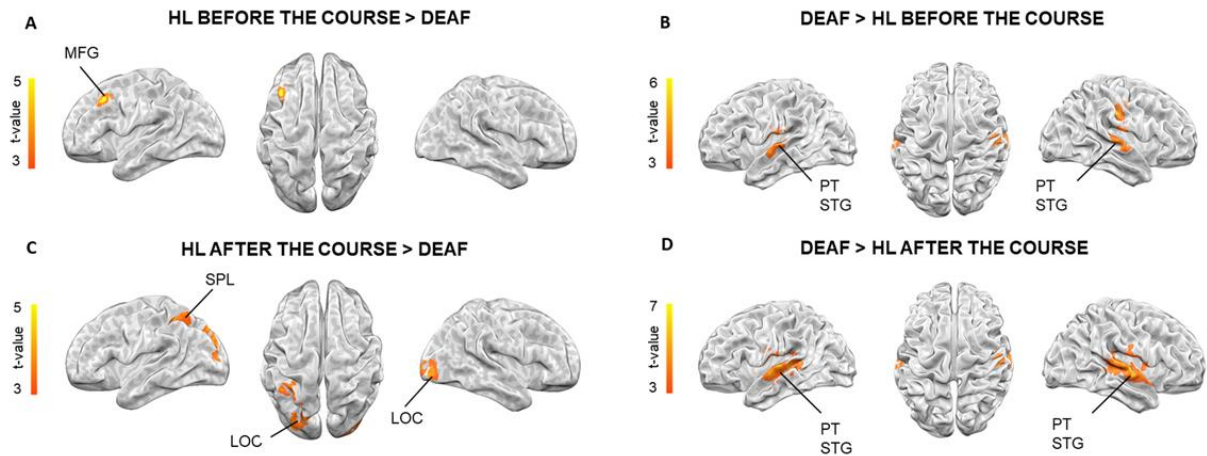 A
HL BEFORE THE COURSE > DEAF
MFG
5
t-value
3
B
DEAF > HL BEFORE THE COURSE
6
t-value
3
PT
STG
PT
STG
C
HL AFTER THE COURSE > DEAF
SPL
5
t-value
3
LOC
LOC
D
DEAF > HL AFTER THE COURSE
7
t-value
3
PT
STG
PT
STG